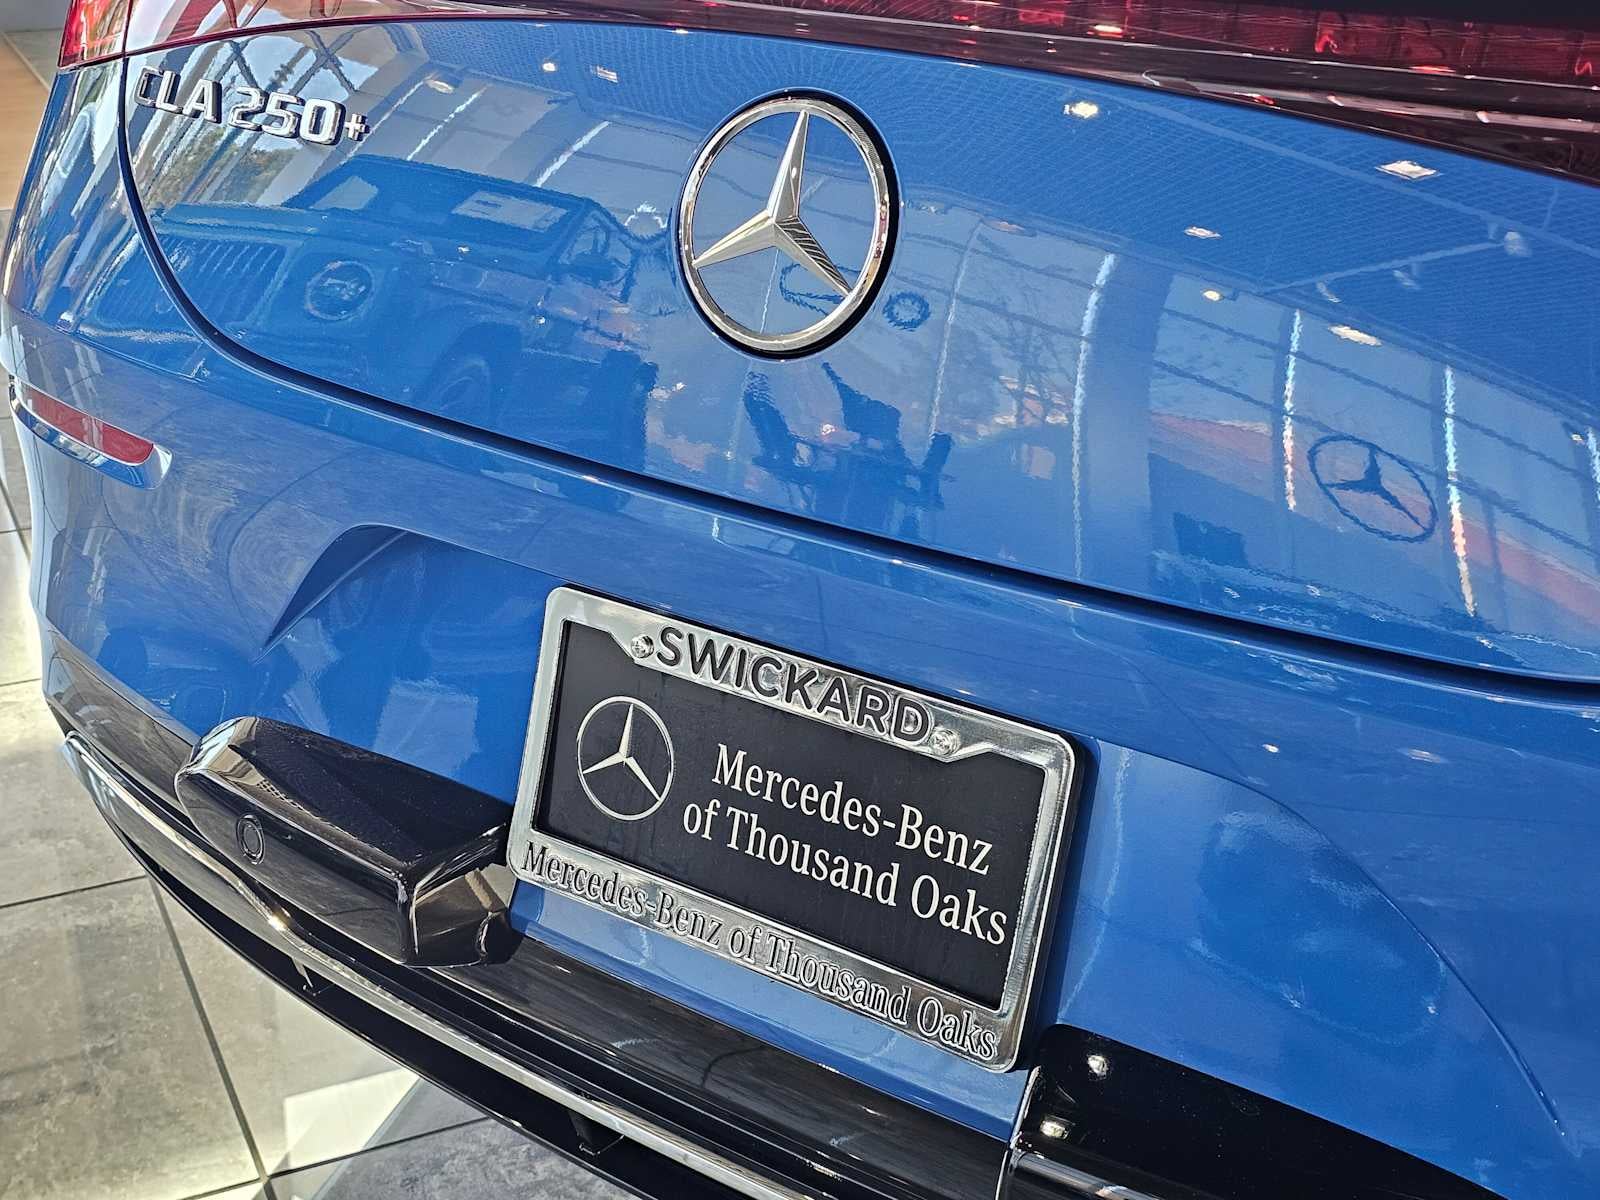 CLA 250+
SWICKARD
Mercedes-Benz
of Thousand Oaks
Mercedes-Benz of Thousand Oaks